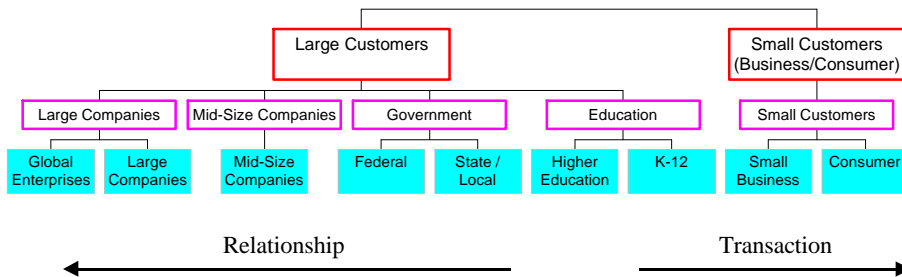 Large Customers
Small Customers
(Business/Consumer)
Large Companies
Mid-Size Companies
Government
Education
Small Customers
Global
Enterprises
Large
Companies
Mid-Size
Companies
Federal
State /
Local
Higher
Education
K-12
Small
Business
Consumer
Relationship
Transaction